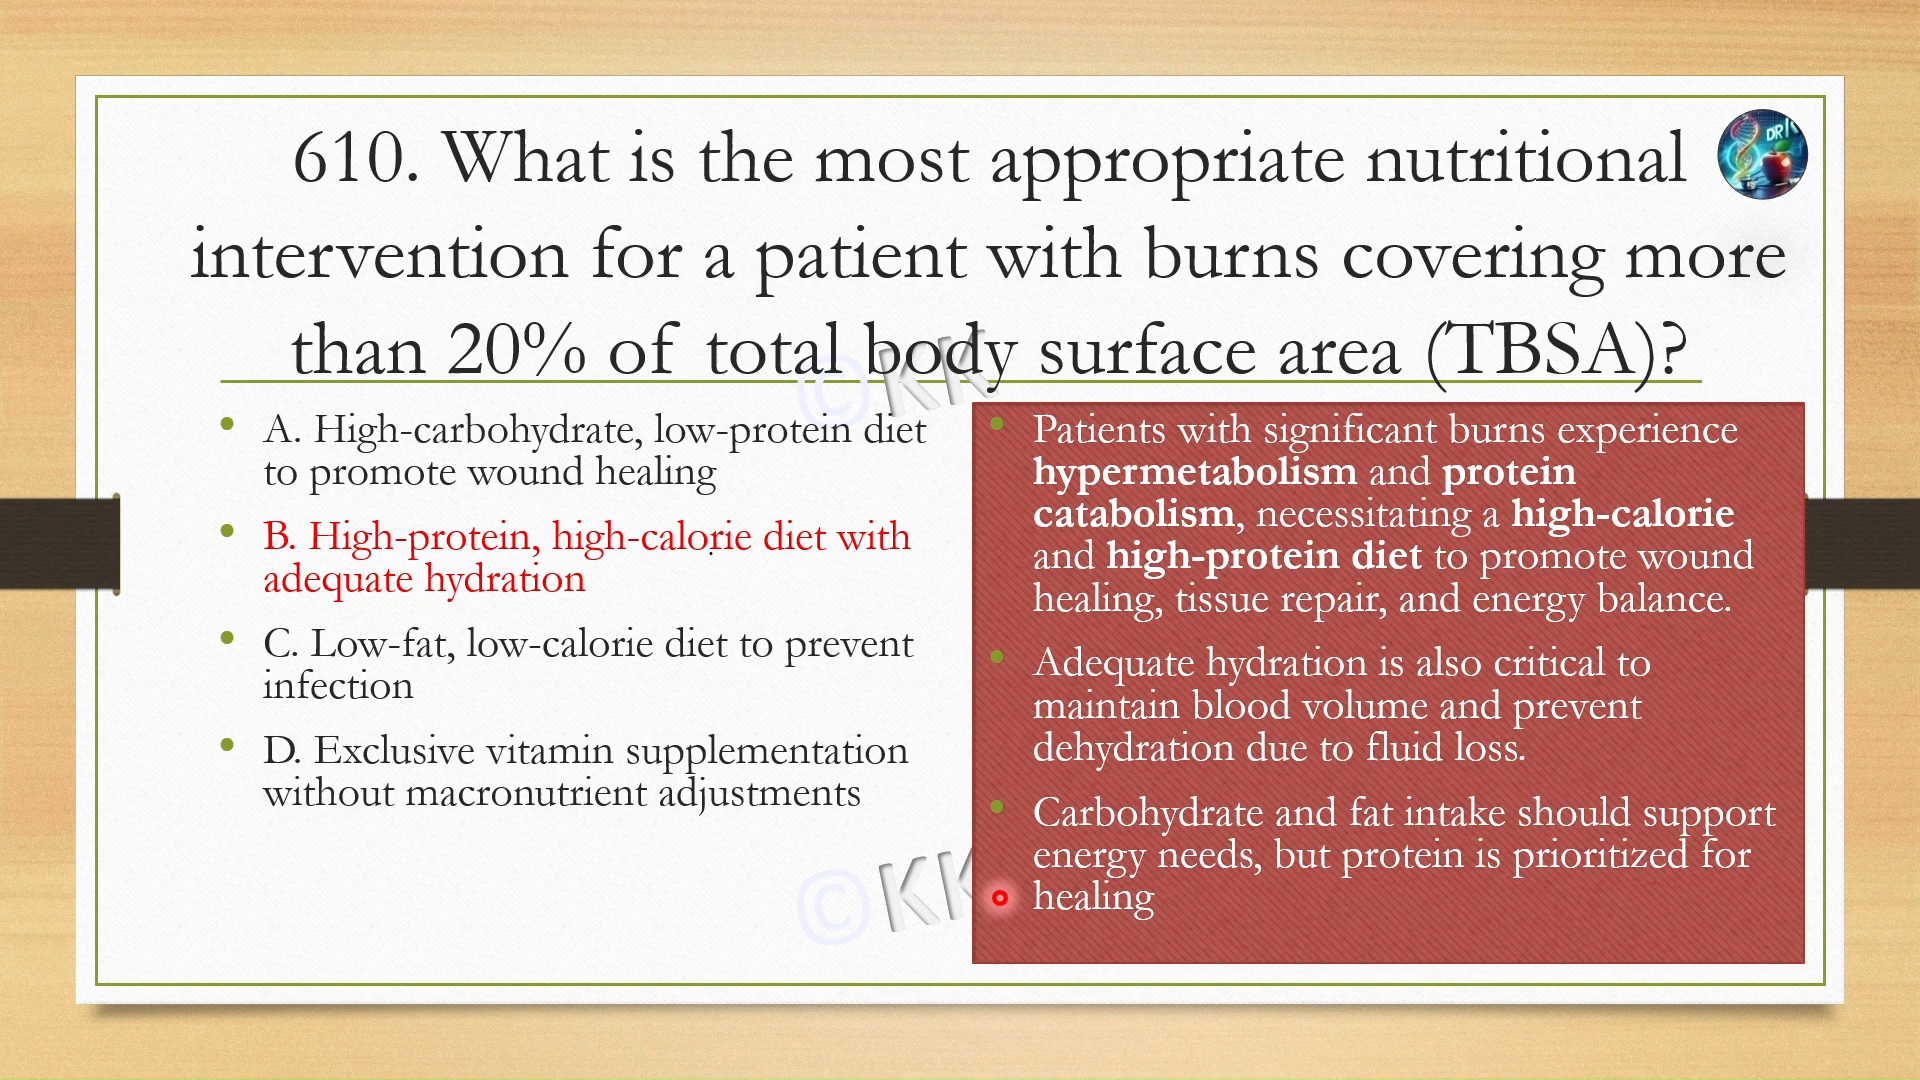 610. What is the most appropriate nutritional
intervention for a patient with burns covering more
than 20% of total body surface area (TBSA)?
• A. High-carbohydrate, low-protein diet
to promote wound healing
• B. High-protein, high-calorie diet with
adequate hydration
• C. Low-fat, low-calorie diet to prevent
infection
• D. Exclusive vitamin supplementation
without macronutrient adjustments
• Patients with significant burns experience
hypermetabolism and protein
catabolism, necessitating a high-calorie
and high-protein diet to promote wound
healing, tissue repair, and energy balance.
• Adequate hydration is also critical to
maintain blood volume and prevent
dehydration due to fluid loss.
• Carbohydrate and fat intake should support
energy needs, but protein is prioritized for
healing
©KK
©KK
DR